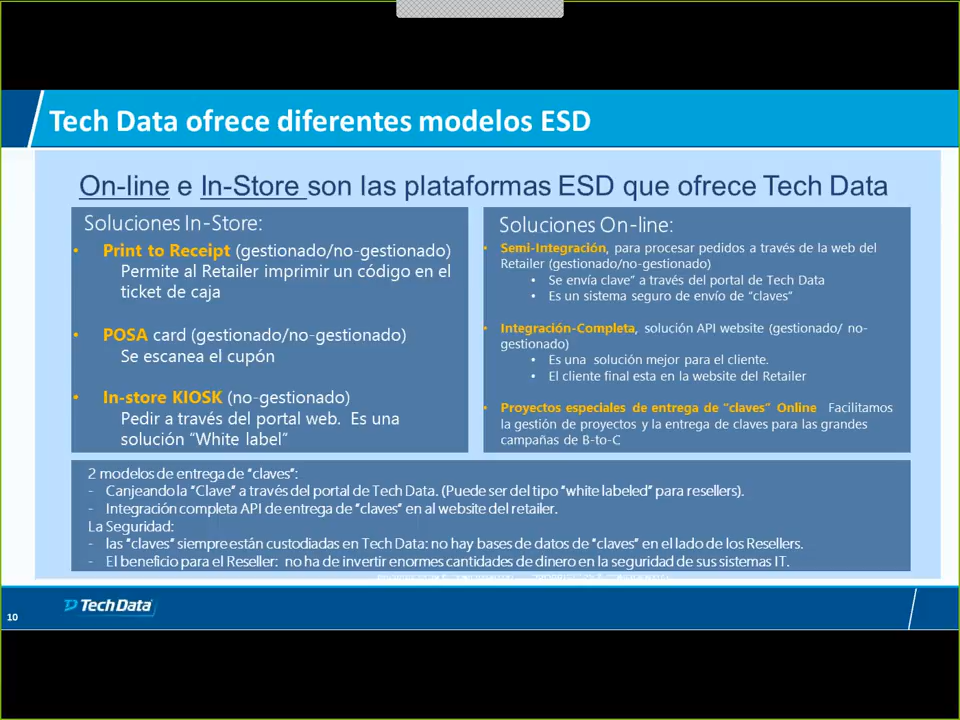 Tech Data ofrece diferentes modelos ESD
On-line e In-Store son las plataformas ESD que ofrece Tech Data
Soluciones In-Store:
• Print to Receipt (gestionado/no-gestionado)
Permite al Retailer imprimir un código en el
ticket de caja
• POSA card (gestionado/no-gestionado)
Se escanea el cupón
• In-store KIOSK (no-gestionado)
Pedir a través del portal web. Es una
solución "White label"
Soluciones On-line:
• Semi-Integración, para procesar pedidos a través de la web del
Retailer (gestionado/no-gestionado)
• Se envía clave" a través del portal de Tech Data
• Es un sistema seguro de envío de "claves"
• Integración-Completa, solución API website (gestionado/ no-
gestionado)
• Es una solución mejor para el cliente.
• El cliente final esta en la website del Retailer
• Proyectos especiales de entrega de "claves" Online Facilitamos
la gestión de proyectos y la entrega de claves para las grandes
campañas de B-to-C
2 modelos de entrega de "claves":
- Canjeando la "Clave" a través del portal de Tech Data. (Puede ser del tipo "white labeled" para resellers).
- Integración completa API de entrega de "claves" en al website del retailer.
La Seguridad:
- las "claves" siempre están custodiadas en Tech Data: no hay bases de datos de "claves" en el lado de los Resellers.
- El beneficio para el Reseller: no ha de invertir enormes cantidades de dinero en la seguridad de sus sistemas IT.
10
Tech Data